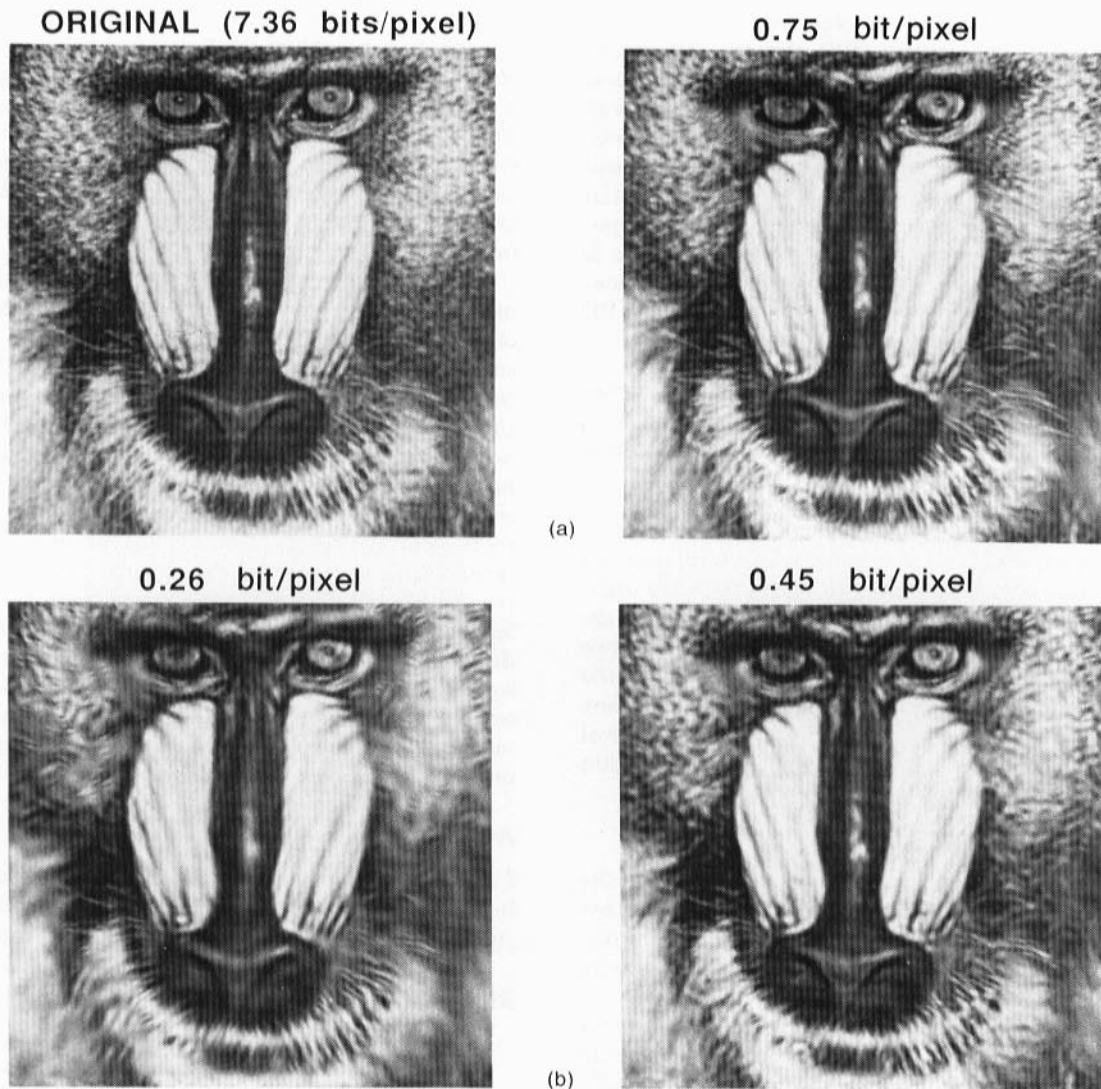 ORIGINAL (7.36 bits/pixel)
0.75 bit/pixel
(a)
0.26 bit/pixel
0.45 bit/pixel
(b)